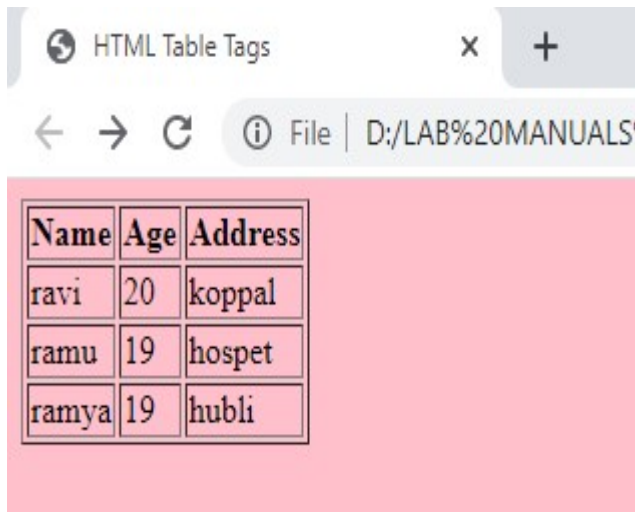 HTML Table Tags
File D:/LAB%20MANUALS
Name Age Address
ravi 20 koppal
ramu 19 hospet
ramya 19 hubli